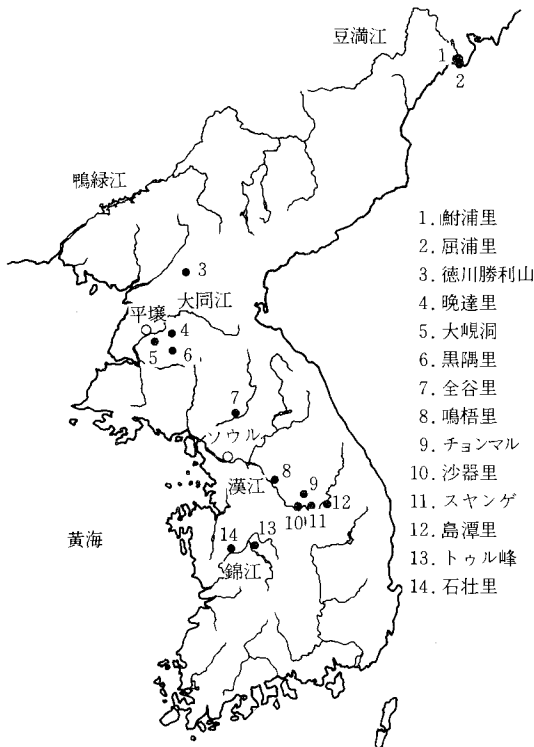 豆満江
1
2
鴨緑江
3
大同江
平壌
4
5
6
7
ソウル
8
漢江
9
10
11
12
黄海
14
13
錦江
1. 鮒浦里
2. 屈浦里
3. 徳川勝利山
4. 晩達里
5. 大峴洞
6. 黒隅里
7. 全谷里
8. 鳴梧里
9. チョンマル
10. 沙器里
11. スヤンゲ
12. 島潭里
13. トゥル峰
14. 石壮里